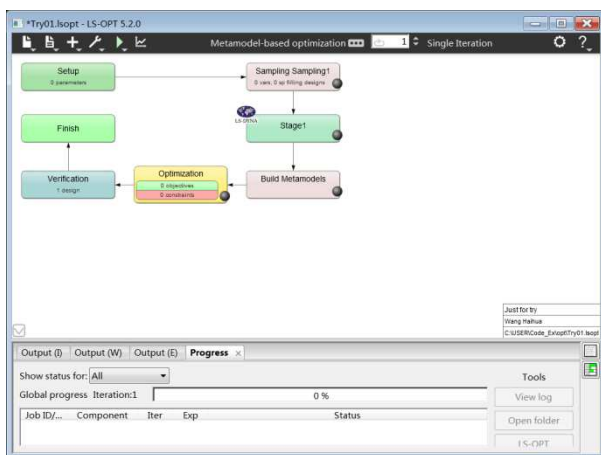 *Try01.lsopt - LS-OPT 5.2.0
Metamodel-based optimization 1 Single Iteration ?
Setup
0 parameters
Sampling Sampling1
0 vars, 0 sp filling designs
LS-DYNA
Stage1
Finish
Verification
1 design
Optimization
0 objectives
0 constraints
Build Metamodels
Just for try
Wang Haihua
C:\USER\Code_Ex\opt\Try01.lsopt
Output (I) Output (W) Output (E) Progress ×
Show status for: All Tools
Global progress Iteration:1 0 % View log
Job ID/... Component Iter Exp Status
Open folder
LS-OPT